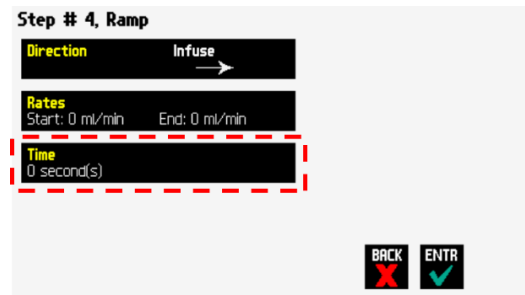 Step # 4, Ramp
Direction Infuse
Rates
Start: 0 ml/min End: 0 ml/min
Time
0 second(s)
BACK ENTR